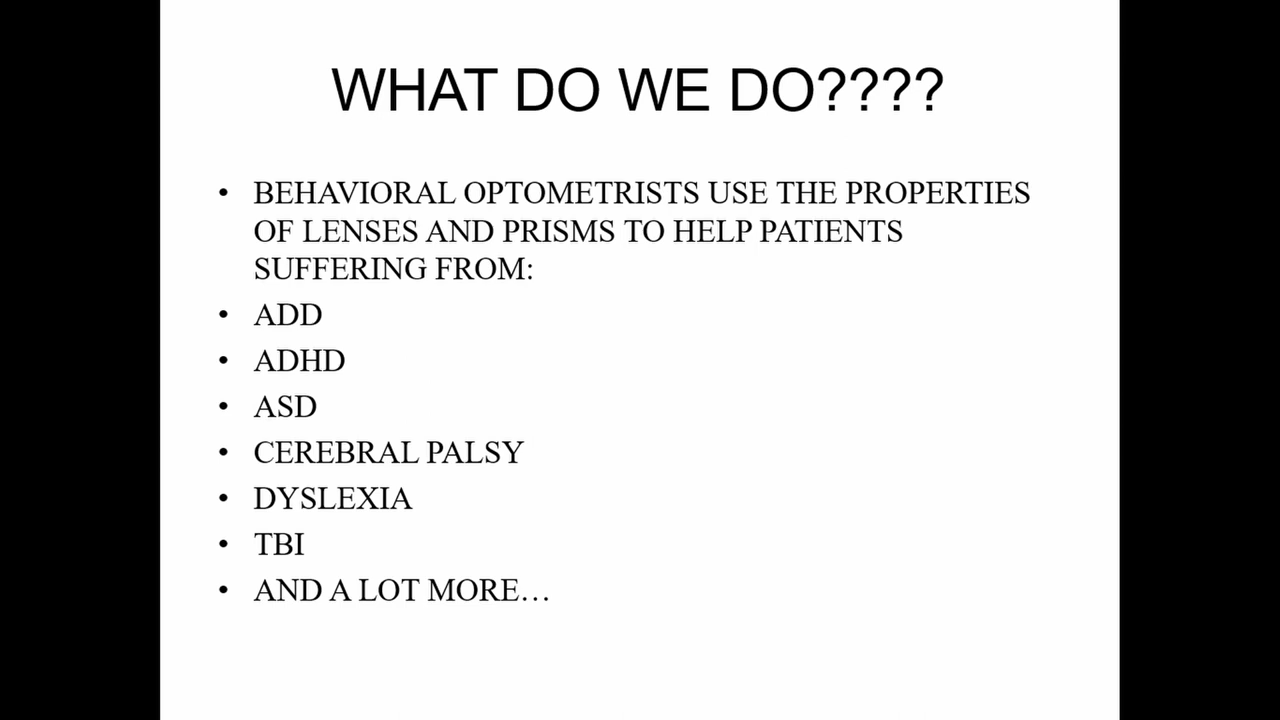 WHAT DO WE DO????
• BEHAVIORAL OPTOMETRISTS USE THE PROPERTIES
OF LENSES AND PRISMS TO HELP PATIENTS
SUFFERING FROM:
• ADD
• ADHD
• ASD
• CEREBRAL PALSY
• DYSLEXIA
• TBI
• AND A LOT MORE…